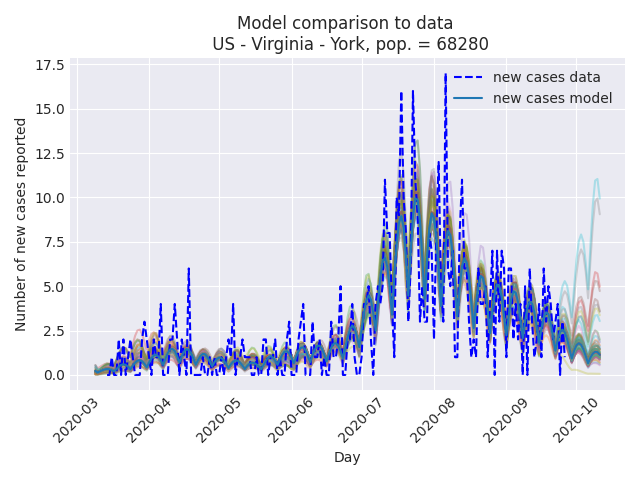 Model comparison to data
US - Virginia - York, pop. = 68280
new cases data
new cases model
Number of new cases reported
17.5
15.0
12.5
10.0
7.5
5.0
2.5
0.0
2020-03
2020-04
2020-05
2020-06
2020-07
2020-08
2020-09
2020-10
Day